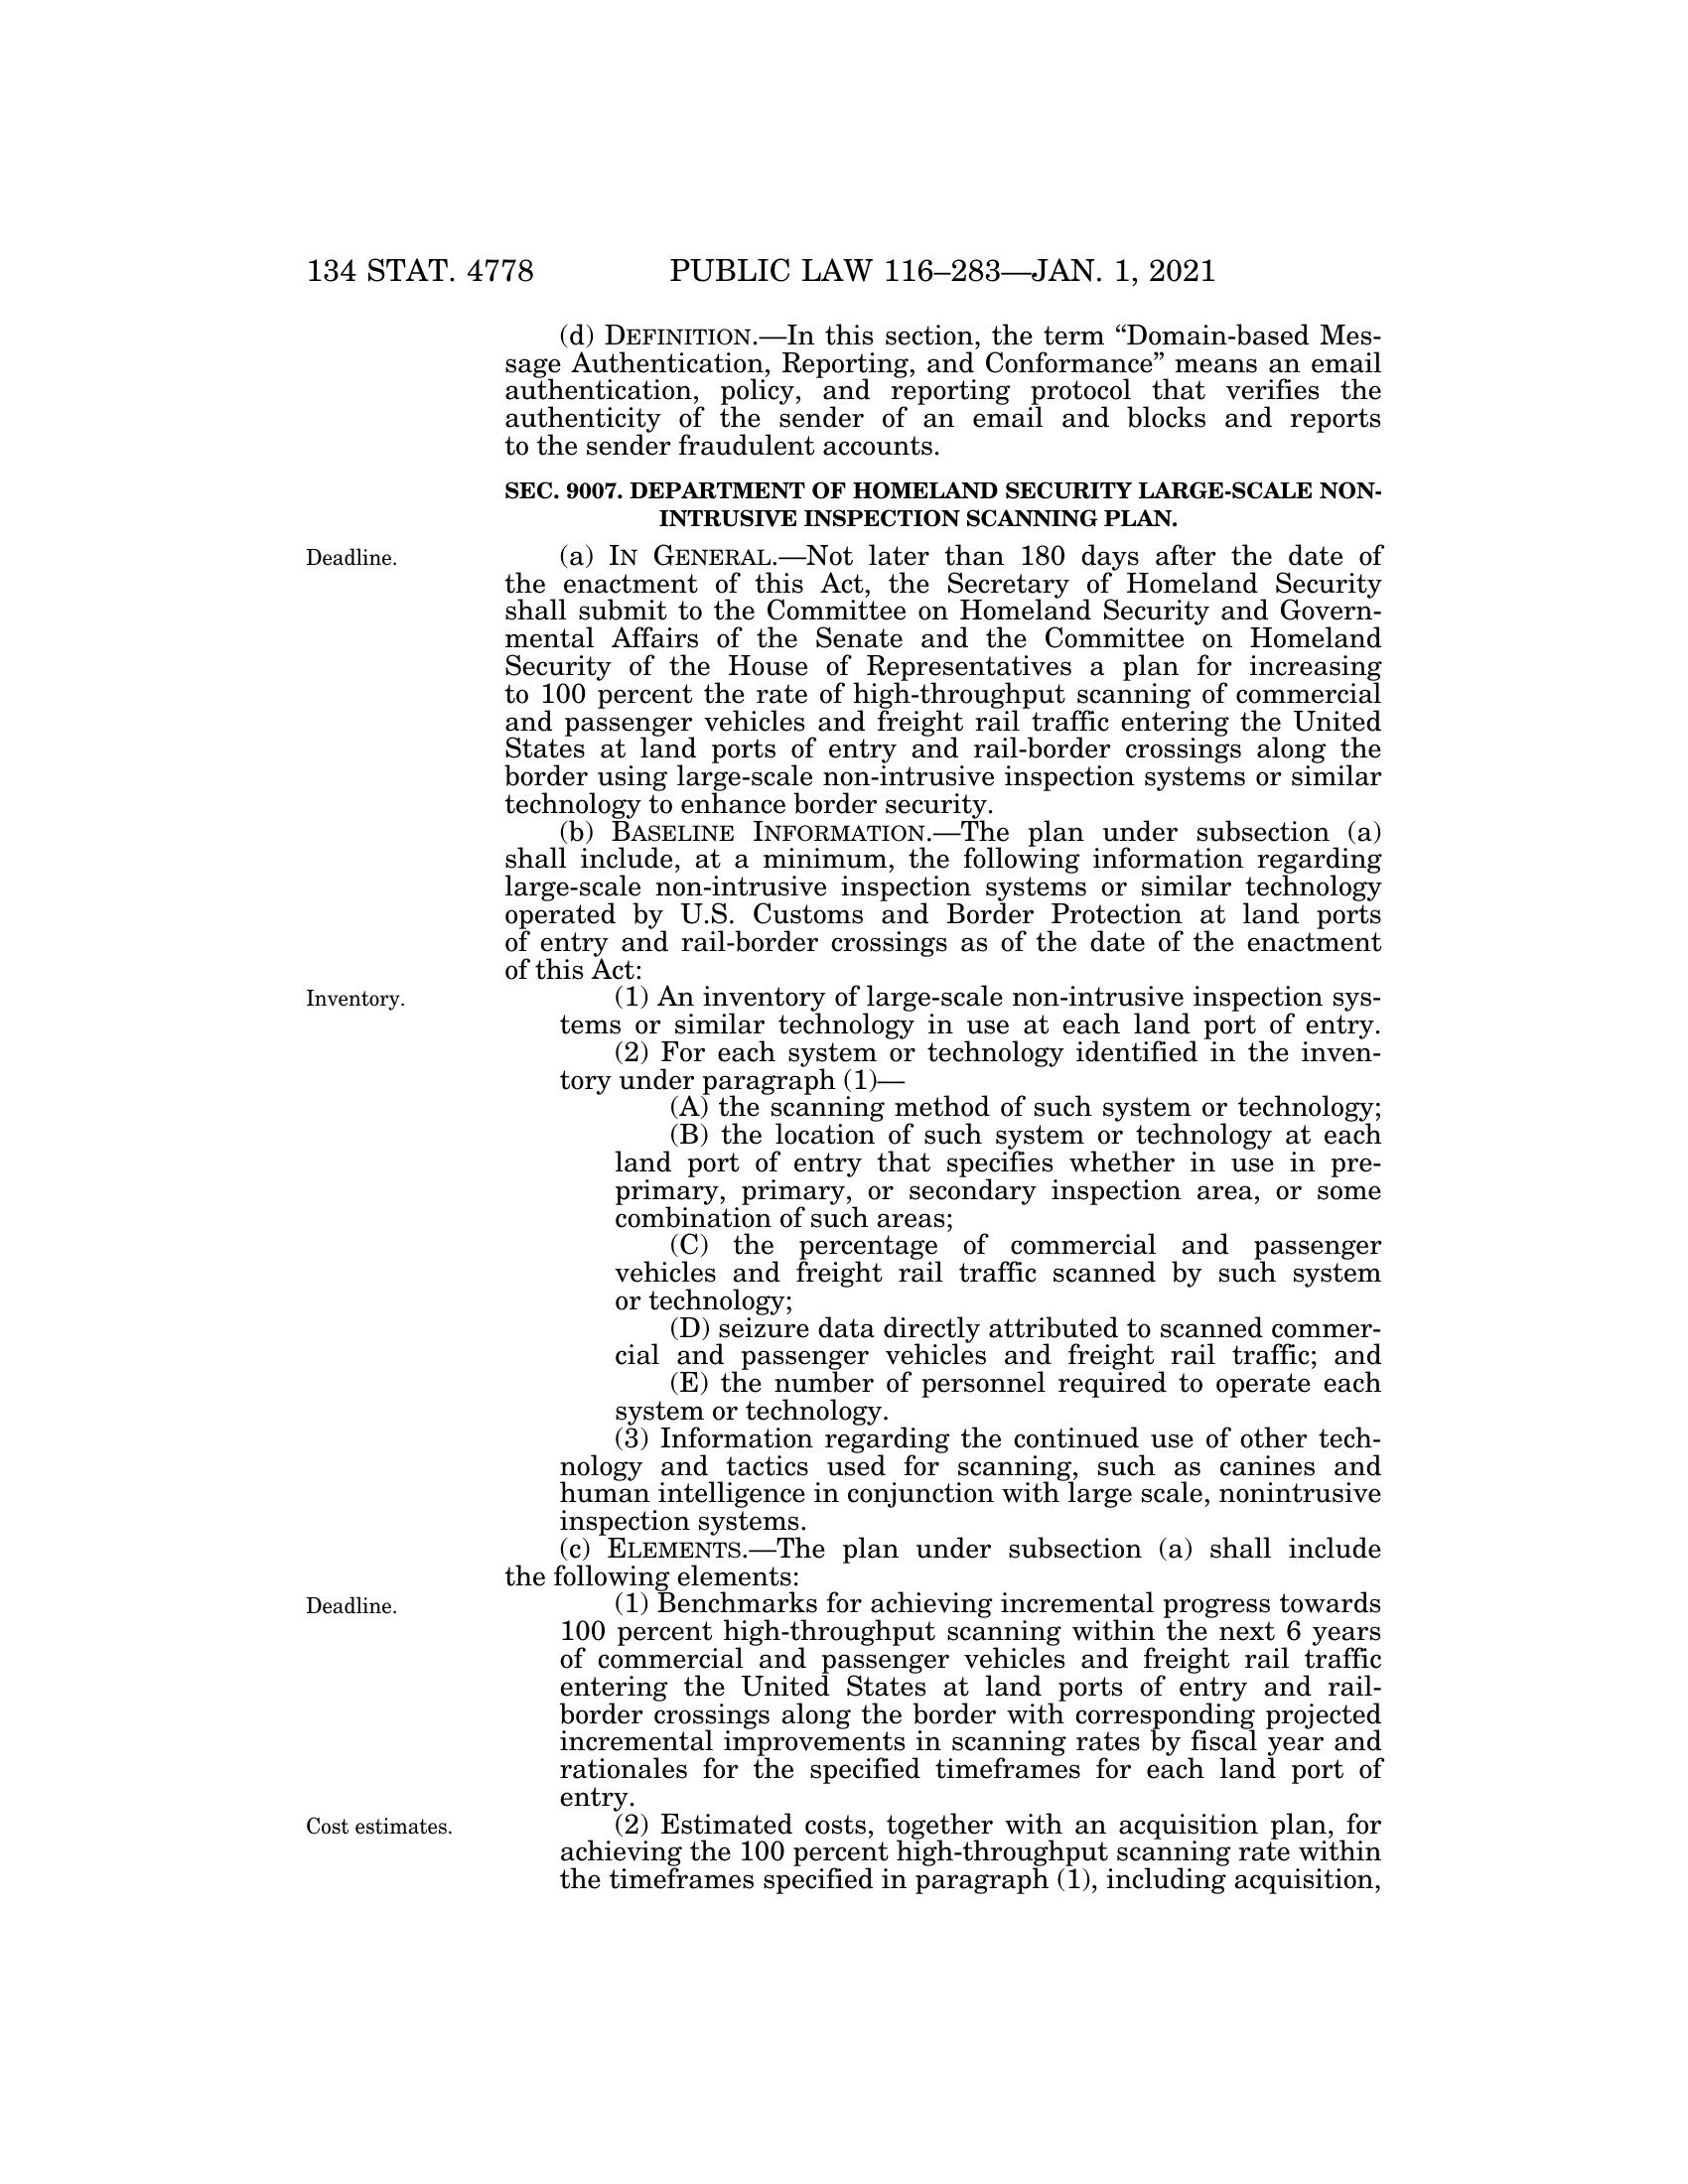 134 STAT. 4778 PUBLIC LAW 116–283—JAN. 1, 2021
(d) DEFINITION.—In this section, the term “Domain-based Mes-
sage Authentication, Reporting, and Conformance” means an email
authentication, policy, and reporting protocol that verifies the
authenticity of the sender of an email and blocks and reports
to the sender fraudulent accounts.
SEC. 9007. DEPARTMENT OF HOMELAND SECURITY LARGE-SCALE NON-
INTRUSIVE INSPECTION SCANNING PLAN.
Deadline. (a) IN GENERAL.—Not later than 180 days after the date of
the enactment of this Act, the Secretary of Homeland Security
shall submit to the Committee on Homeland Security and Govern-
mental Affairs of the Senate and the Committee on Homeland
Security of the House of Representatives a plan for increasing
to 100 percent the rate of high-throughput scanning of commercial
and passenger vehicles and freight rail traffic entering the United
States at land ports of entry and rail-border crossings along the
border using large-scale non-intrusive inspection systems or similar
technology to enhance border security.
(b) BASELINE INFORMATION.—The plan under subsection (a)
shall include, at a minimum, the following information regarding
large-scale non-intrusive inspection systems or similar technology
operated by U.S. Customs and Border Protection at land ports
of entry and rail-border crossings as of the date of the enactment
of this Act:
Inventory. (1) An inventory of large-scale non-intrusive inspection sys-
tems or similar technology in use at each land port of entry.
(2) For each system or technology identified in the inven-
tory under paragraph (1)—
(A) the scanning method of such system or technology;
(B) the location of such system or technology at each
land port of entry that specifies whether in use in pre-
primary, primary, or secondary inspection area, or some
combination of such areas;
(C) the percentage of commercial and passenger
vehicles and freight rail traffic scanned by such system
or technology;
(D) seizure data directly attributed to scanned commer-
cial and passenger vehicles and freight rail traffic; and
(E) the number of personnel required to operate each
system or technology.
(3) Information regarding the continued use of other tech-
nology and tactics used for scanning, such as canines and
human intelligence in conjunction with large scale, nonintrusive
inspection systems.
(c) ELEMENTS.—The plan under subsection (a) shall include
the following elements:
Deadline. (1) Benchmarks for achieving incremental progress towards
100 percent high-throughput scanning within the next 6 years
of commercial and passenger vehicles and freight rail traffic
entering the United States at land ports of entry and rail-
border crossings along the border with corresponding projected
incremental improvements in scanning rates by fiscal year and
rationales for the specified timeframes for each land port of
entry.
Cost estimates. (2) Estimated costs, together with an acquisition plan, for
achieving the 100 percent high-throughput scanning rate within
the timeframes specified in paragraph (1), including acquisition,